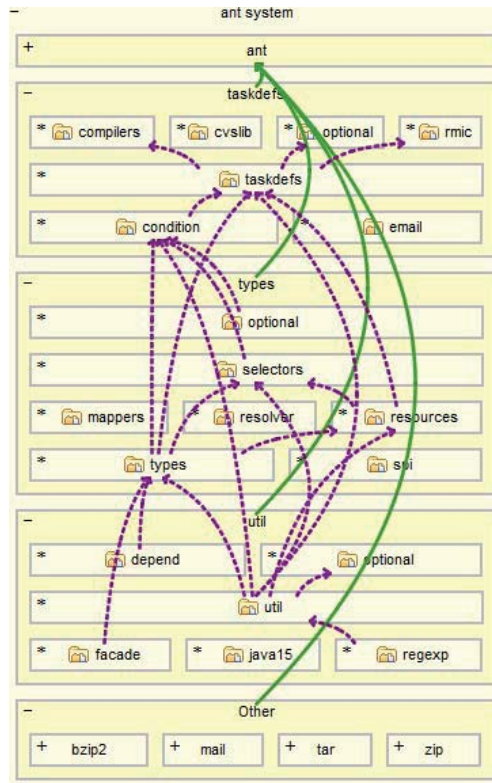 − ant system
+ ant
− taskdefs
* compilers * cvslib * optional * rmic
* taskdefs
* condition * email
− types
* optional
* selectors
* mappers * resolver * resources
* types * spi
− util
* depend * optional
* util
* facade * java15 * regexp
− Other
+ bzip2 + mail + tar + zip